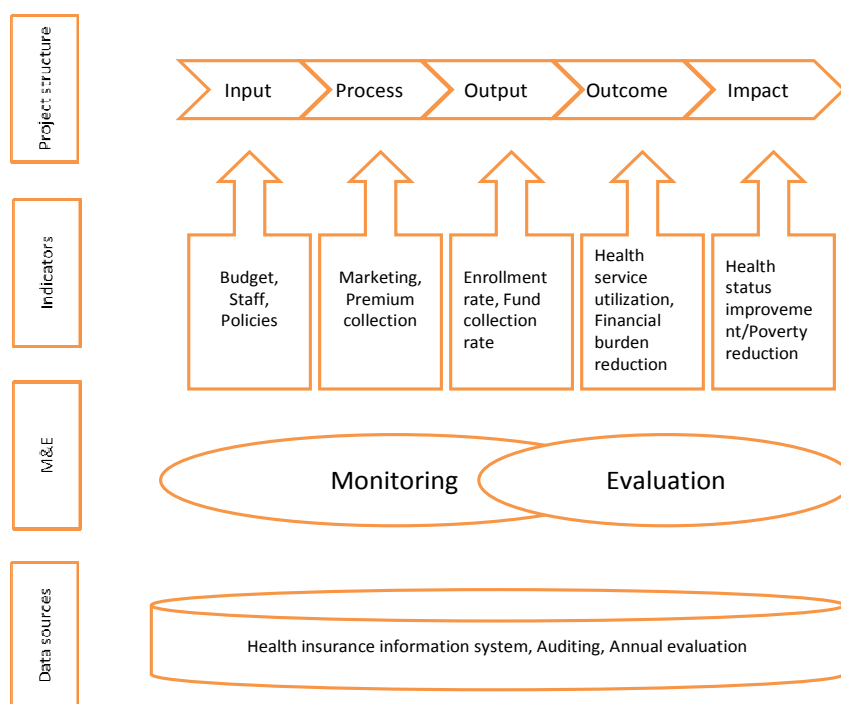 Project structure
Input
Process
Output
Outcome
Impact
Indicators
Budget,
Staff,
Policies
Marketing,
Premium
collection
Enrollment
rate, Fund
collection
rate
Health
service
utilization,
Financial
burden
reduction
Health
status
improveme
nt/Poverty
reduction
M&E
Monitoring
Evaluation
Data sources
Health insurance information system, Auditing, Annual evaluation